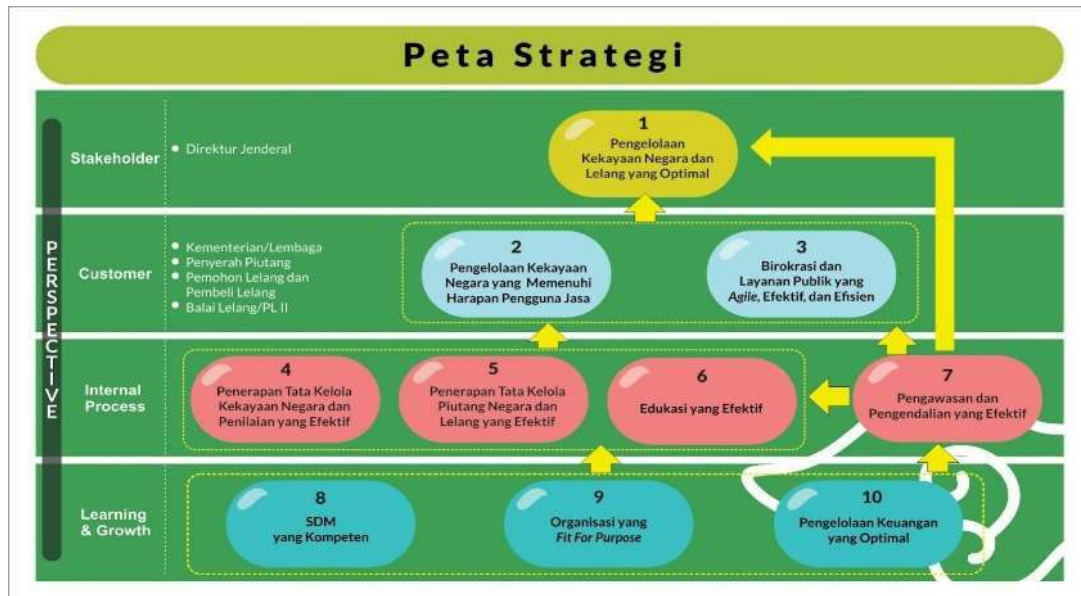 Peta Strategi
PERSPECTIVE
Stakeholder
• Direktur Jenderal
1
Pengelolaan
Kekayaan Negara dan
Lelang yang Optimal
Customer
• Kementerian/Lembaga
• Penyerah Piutang
• Pemohon Lelang dan
Pembeli Lelang
• Balai Lelang/PL II
2
Pengelolaan Kekayaan
Negara yang Memenuhi
Harapan Pengguna Jasa
3
Birokrasi dan
Layanan Publik yang
Agile, Efektif, dan Efisien
Internal
Process
4
Penerapan Tata Kelola
Kekayaan Negara dan
Penilaian yang Efektif
5
Penerapan Tata Kelola
Piutang Negara dan
Lelang yang Efektif
6
Edukasi yang Efektif
7
Pengawasan dan
Pengendalian yang Efektif
Learning
& Growth
8
SDM
yang Kompeten
9
Organisasi yang
Fit For Purpose
10
Pengelolaan Keuangan
yang Optimal